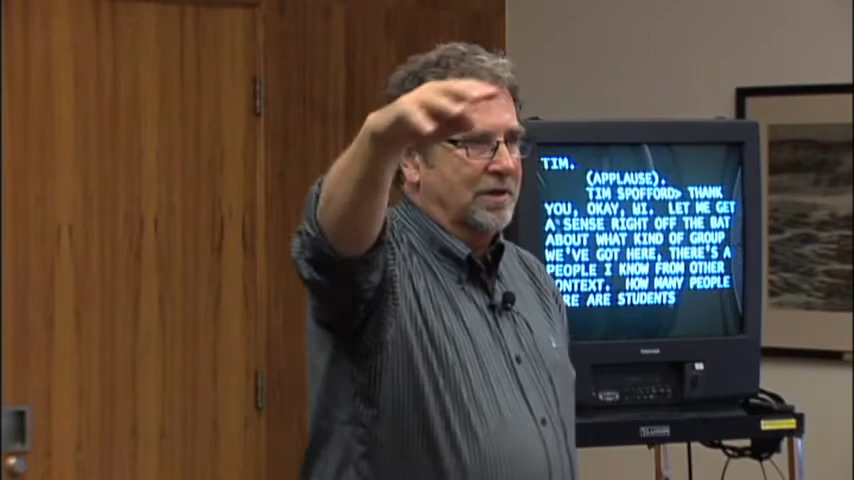 TIM.
(APPLAUSE).
TIM SPOFFORD> THANK
YOU, OKAY, WI. LET ME GET
A SENSE RIGHT OFF THE BAT
ABOUT WHAT KIND OF GROUP
WE'VE GOT HERE, THERE'S A
PEOPLE I KNOW FROM OTHER
CONTEXT. HOW MANY PEOPLE
ARE STUDENTS
TOSHIBA